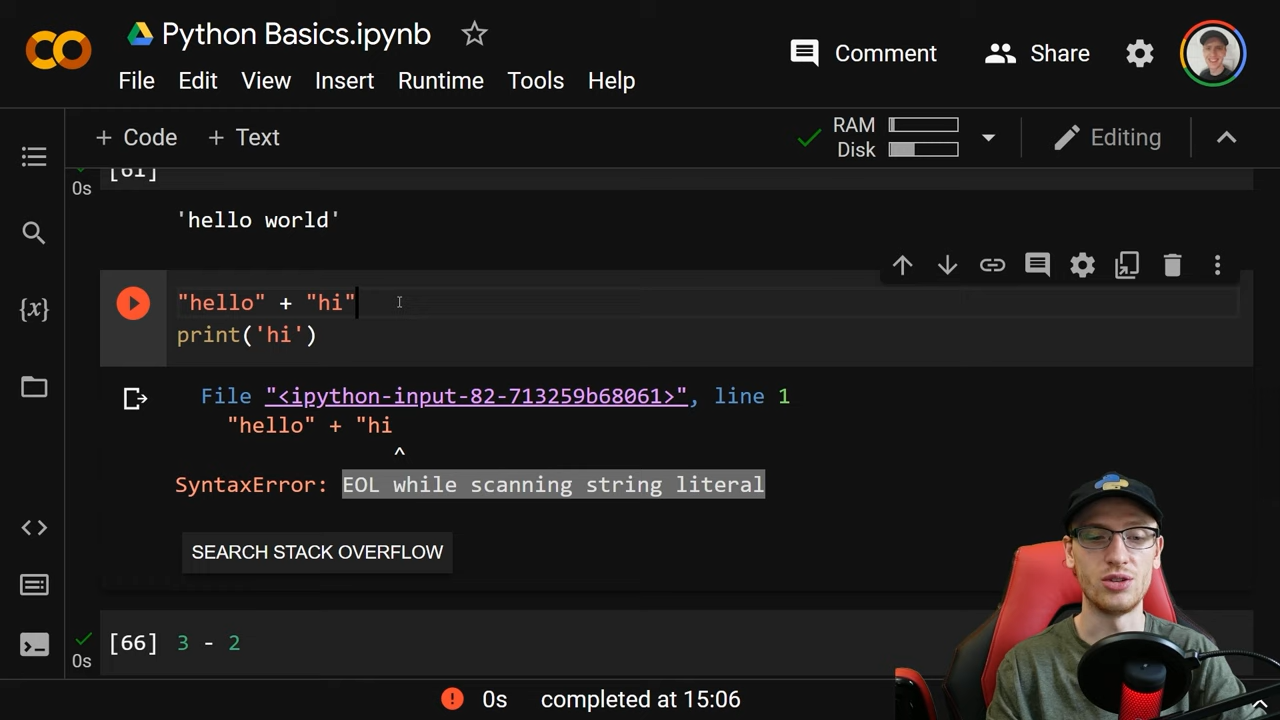 Python Basics.ipynb
Comment
Share
File Edit View Insert Runtime Tools Help
+ Code + Text
RAM
Disk
Editing
[61]
0s
'hello world'
"hello" + "hi"
print('hi')
File "<ipython-input-82-713259b68061>", line 1
"hello" + "hi
^
SyntaxError: EOL while scanning string literal
SEARCH STACK OVERFLOW
[66] 3 - 2
0s
0s completed at 15:06